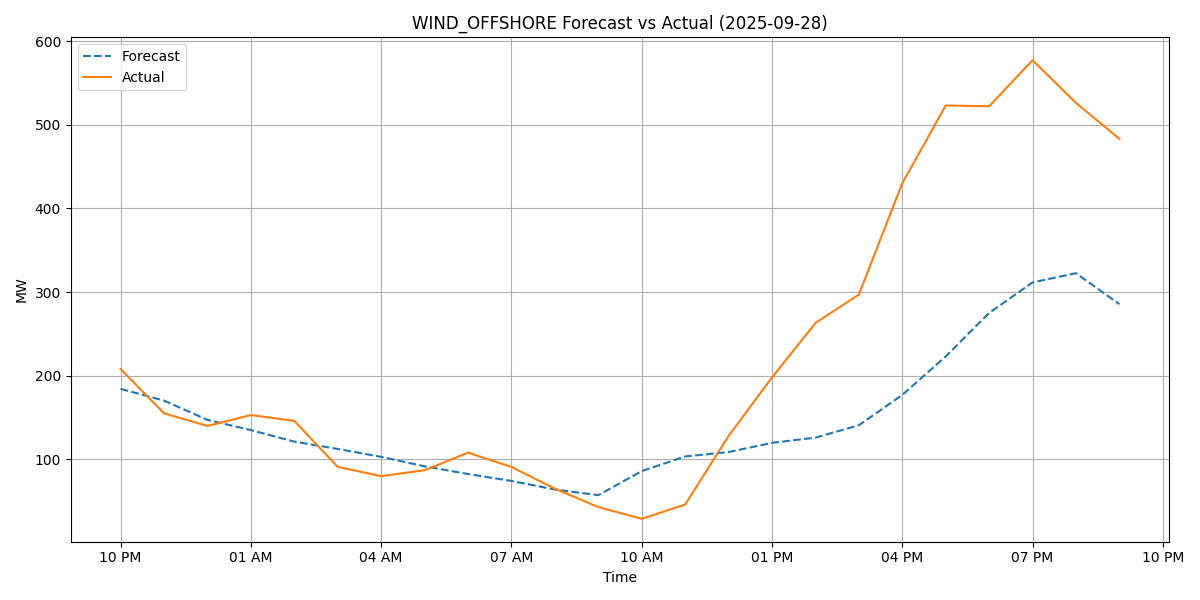 WIND_OFFSHORE Forecast vs Actual (2025-09-28)
Forecast
Actual
600
500
400
300
200
100
MW
10 PM 01 AM 04 AM 07 AM 10 AM 01 PM 04 PM 07 PM 10 PM
Time